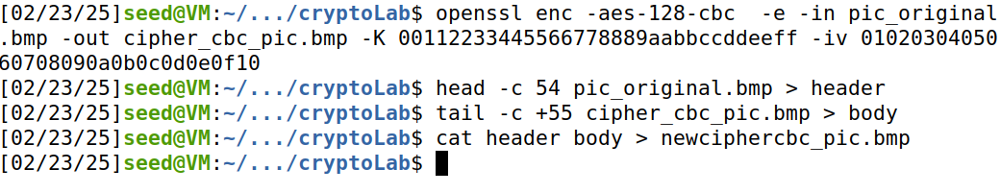 [02/23/25]seed@VM:~/.../cryptoLab$ openssl enc -aes-128-cbc  -e -in pic_original
.bmp -out cipher_cbc_pic.bmp -K 00112233445566778889aabbccddeeff -iv 01020304050
60708090a0b0c0d0e0f10
[02/23/25]seed@VM:~/.../cryptoLab$ head -c 54 pic_original.bmp > header
[02/23/25]seed@VM:~/.../cryptoLab$ tail -c +55 cipher_cbc_pic.bmp > body
[02/23/25]seed@VM:~/.../cryptoLab$ cat header body > newciphercbc_pic.bmp
[02/23/25]seed@VM:~/.../cryptoLab$